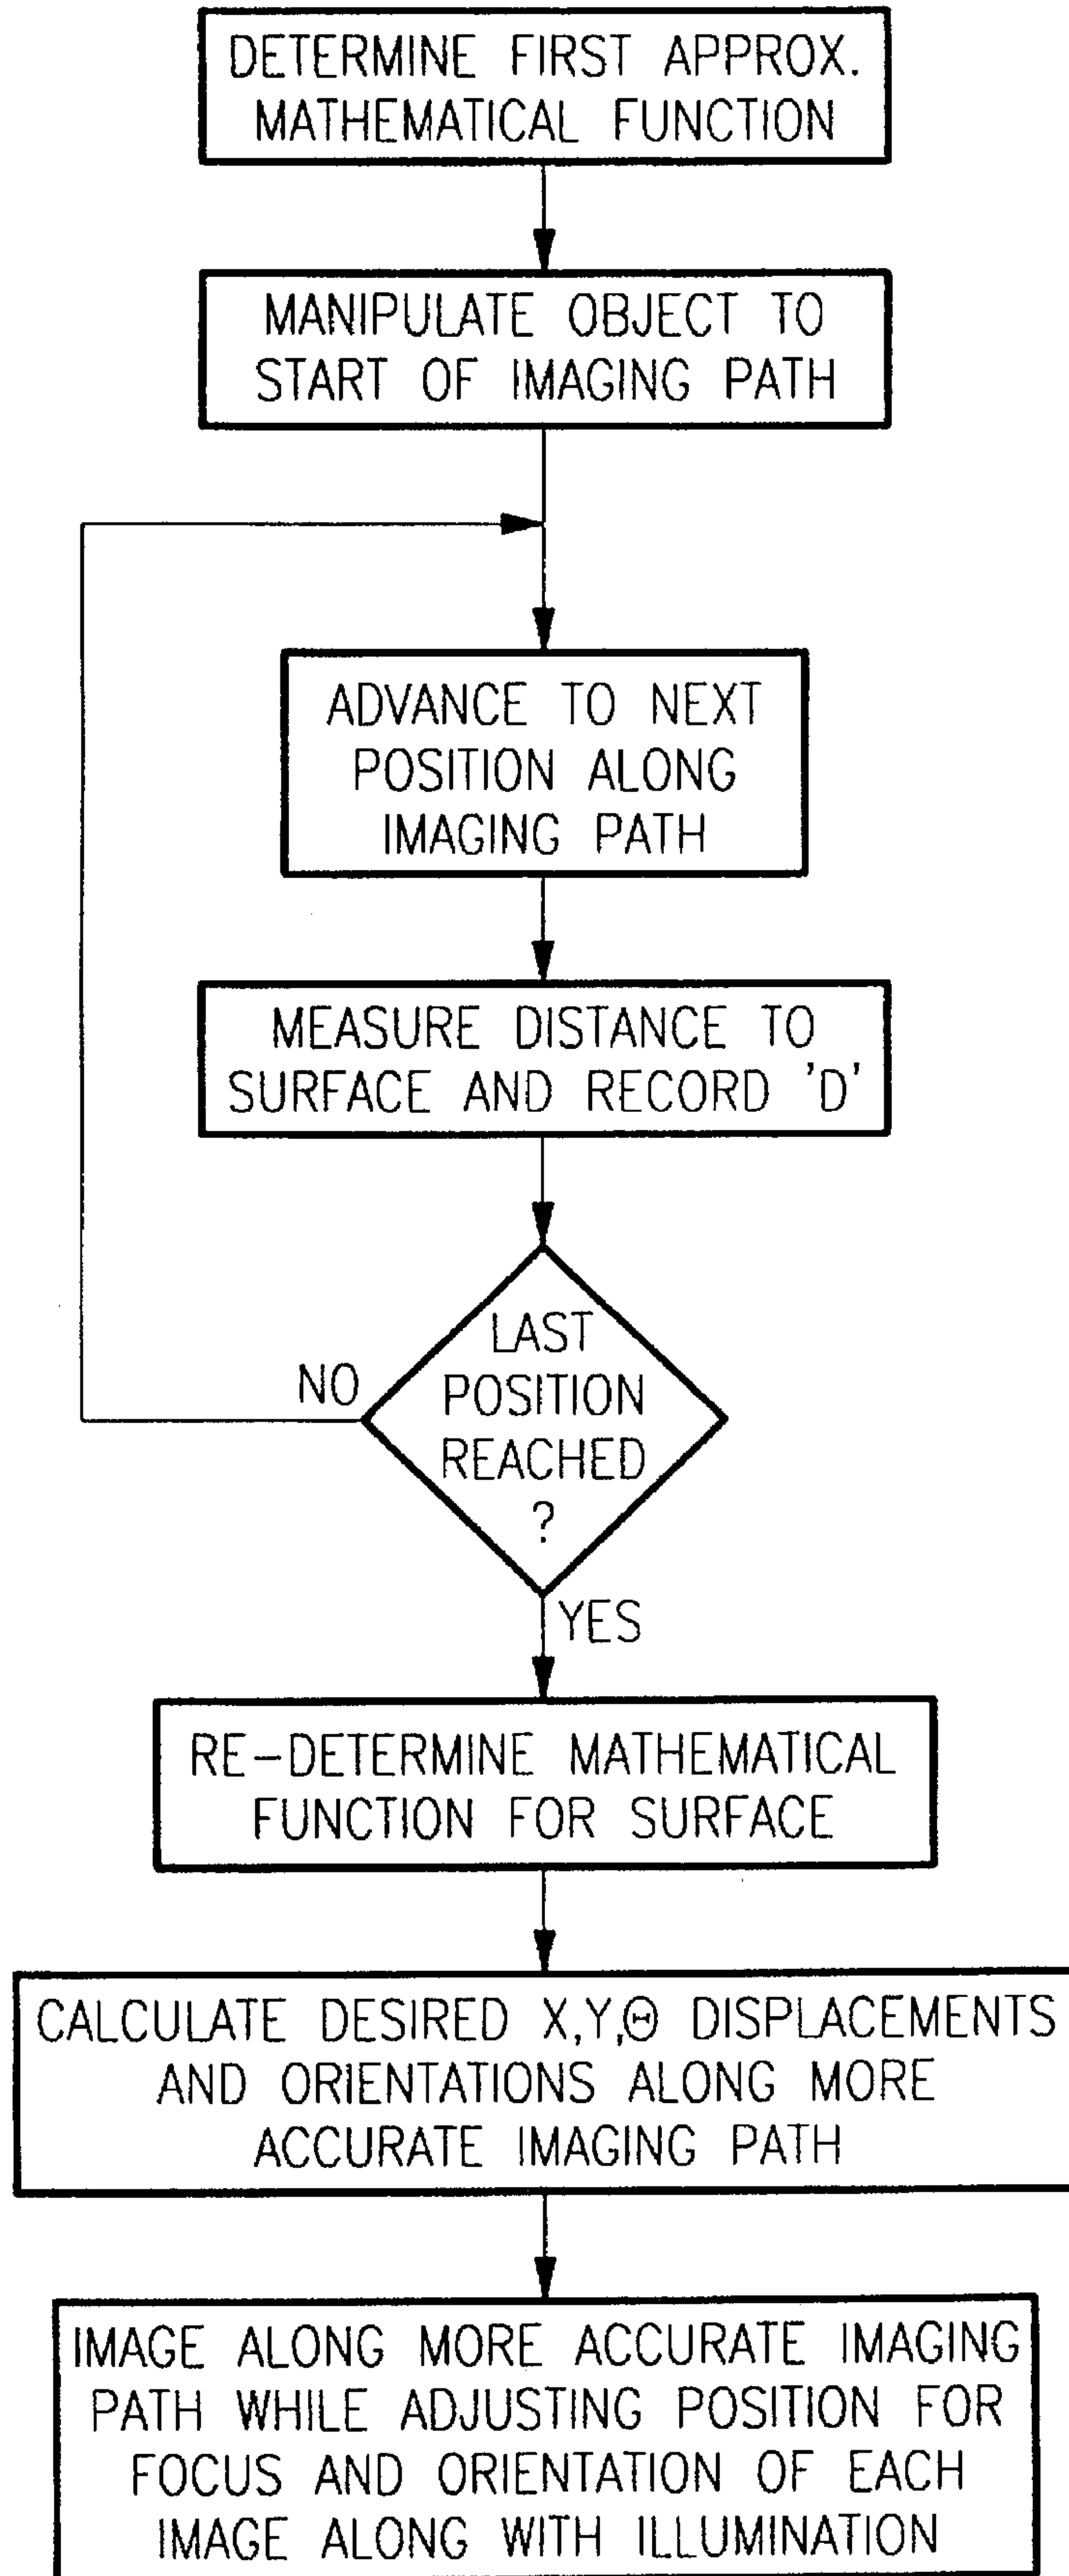 DETERMINE FIRST APPROX.
MATHEMATICAL FUNCTION
MANIPULATE OBJECT TO
START OF IMAGING PATH
ADVANCE TO NEXT
POSITION ALONG
IMAGING PATH
MEASURE DISTANCE TO
SURFACE AND RECORD 'D'
LAST
POSITION
REACHED
?
NO
YES
RE-DETERMINE MATHEMATICAL
FUNCTION FOR SURFACE
CALCULATE DESIRED X,Y,Θ DISPLACEMENTS
AND ORIENTATIONS ALONG MORE
ACCURATE IMAGING PATH
IMAGE ALONG MORE ACCURATE IMAGING
PATH WHILE ADJUSTING POSITION FOR
FOCUS AND ORIENTATION OF EACH
IMAGE ALONG WITH ILLUMINATION